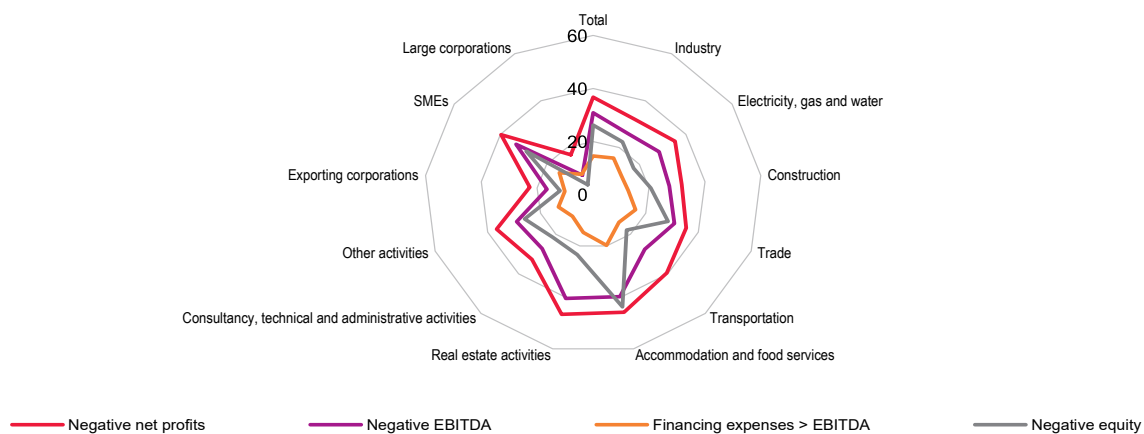 Total
60
Large corporations
Industry
40
SMEs
Electricity, gas and water
20
Exporting corporations
0
Construction
Other activities
Trade
Consultancy, technical and administrative activities
Transportation
Real estate activities
Accommodation and food services
Negative net profits
Negative EBITDA
Financing expenses > EBITDA
Negative equity